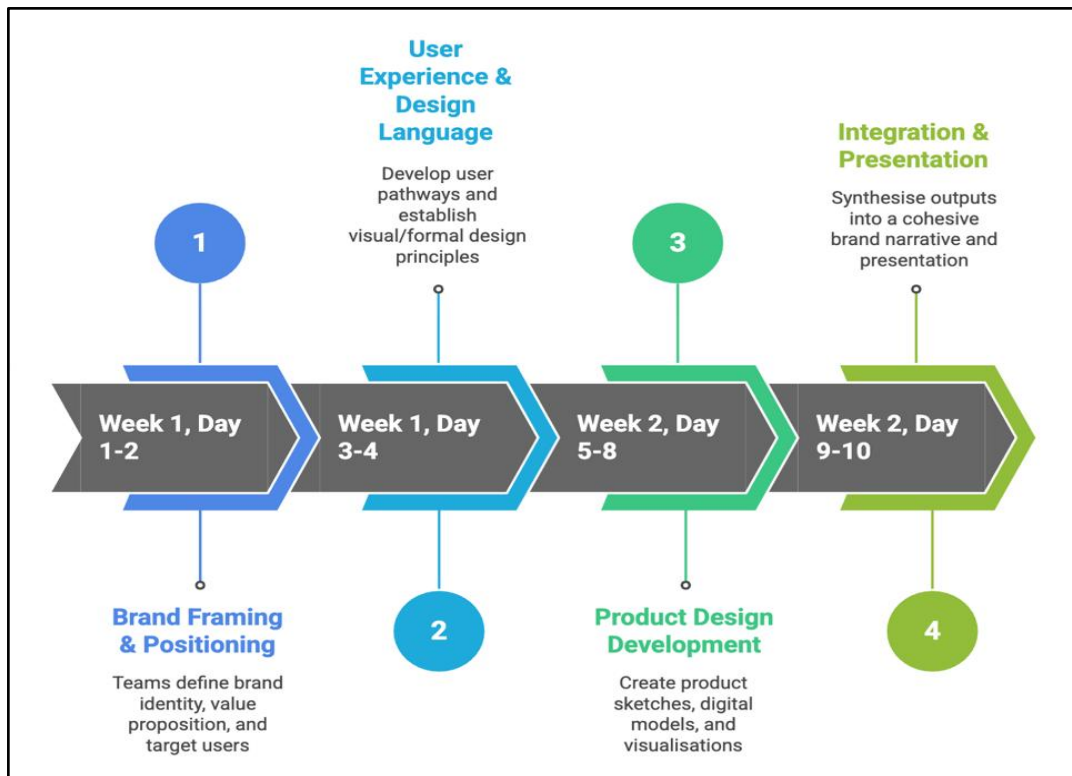 1
Week 1, Day
1-2
Brand Framing
& Positioning
Teams define brand
identity, value
proposition, and
target users
User
Experience &
Design
Language
Develop user
pathways and
establish
visual/formal design
principles
Week 1, Day
3-4
2
3
Week 2, Day
5-8
Product Design
Development
Create product
sketches, digital
models, and
visualisations
Integration &
Presentation
Synthesise outputs
into a cohesive
brand narrative and
presentation
Week 2, Day
9-10
4